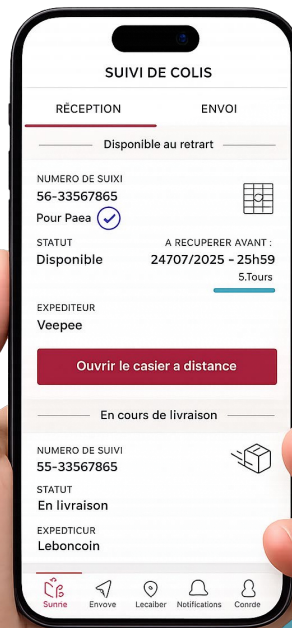 SUIVI DE COLIS
RÉCEPTION ENVOI
Disponible au retrart
NUMERO DE SUIXI
56-33567865
Pour Paea
STATUT A RECUPERER AVANT :
Disponible 24707/2025 - 25h59
5.Tours
EXPEDITEUR
Veepee
Ouvrir le casier a distance
En cours de livraison
NUMERO DE SUIVI
55-33567865
STATUT
En livraison
EXPEDTICUR
Leboncoin
Sunne Envove Lecaiber Notifications Conrde